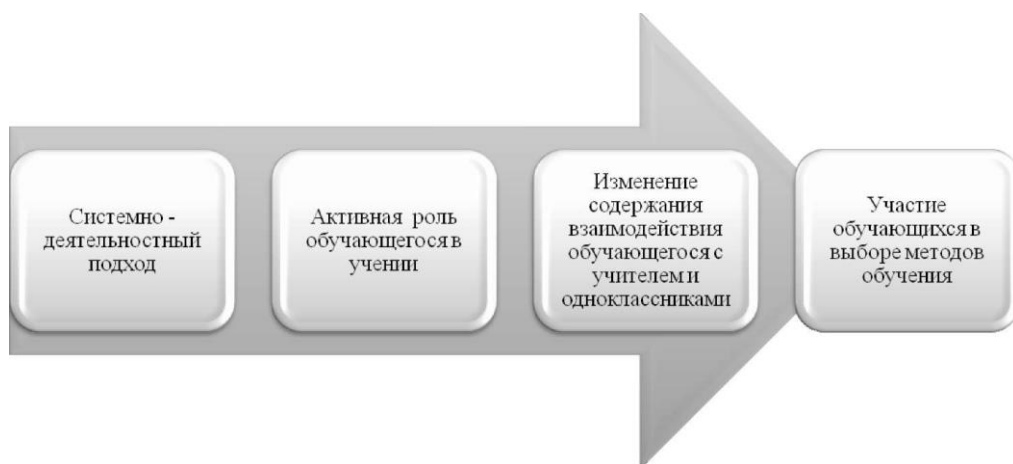 Системно -
деятельностный
подход
Активная роль
обучающегося в
учении
Изменение
содержания
взаимодействия
обучающегося с
учителем и
одноклассниками
Участие
обучающихся в
выборе методов
обучения